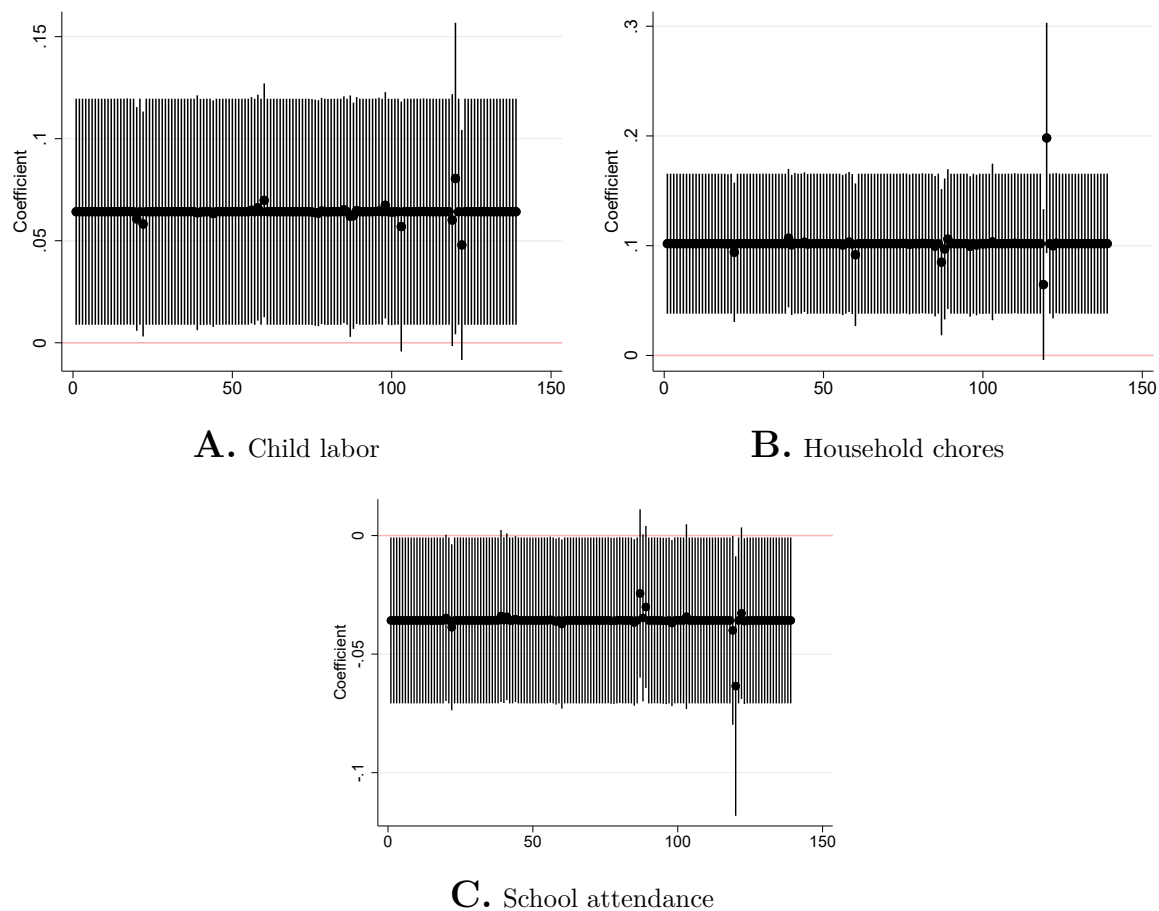 .15
.1
.05
0
Coefficient
0 50 100 150
A. Child labor
.3
.2
.1
0
Coefficient
0 50 100 150
B. Household chores
0
-.05
-.1
Coefficient
0 50 100 150
C. School attendance